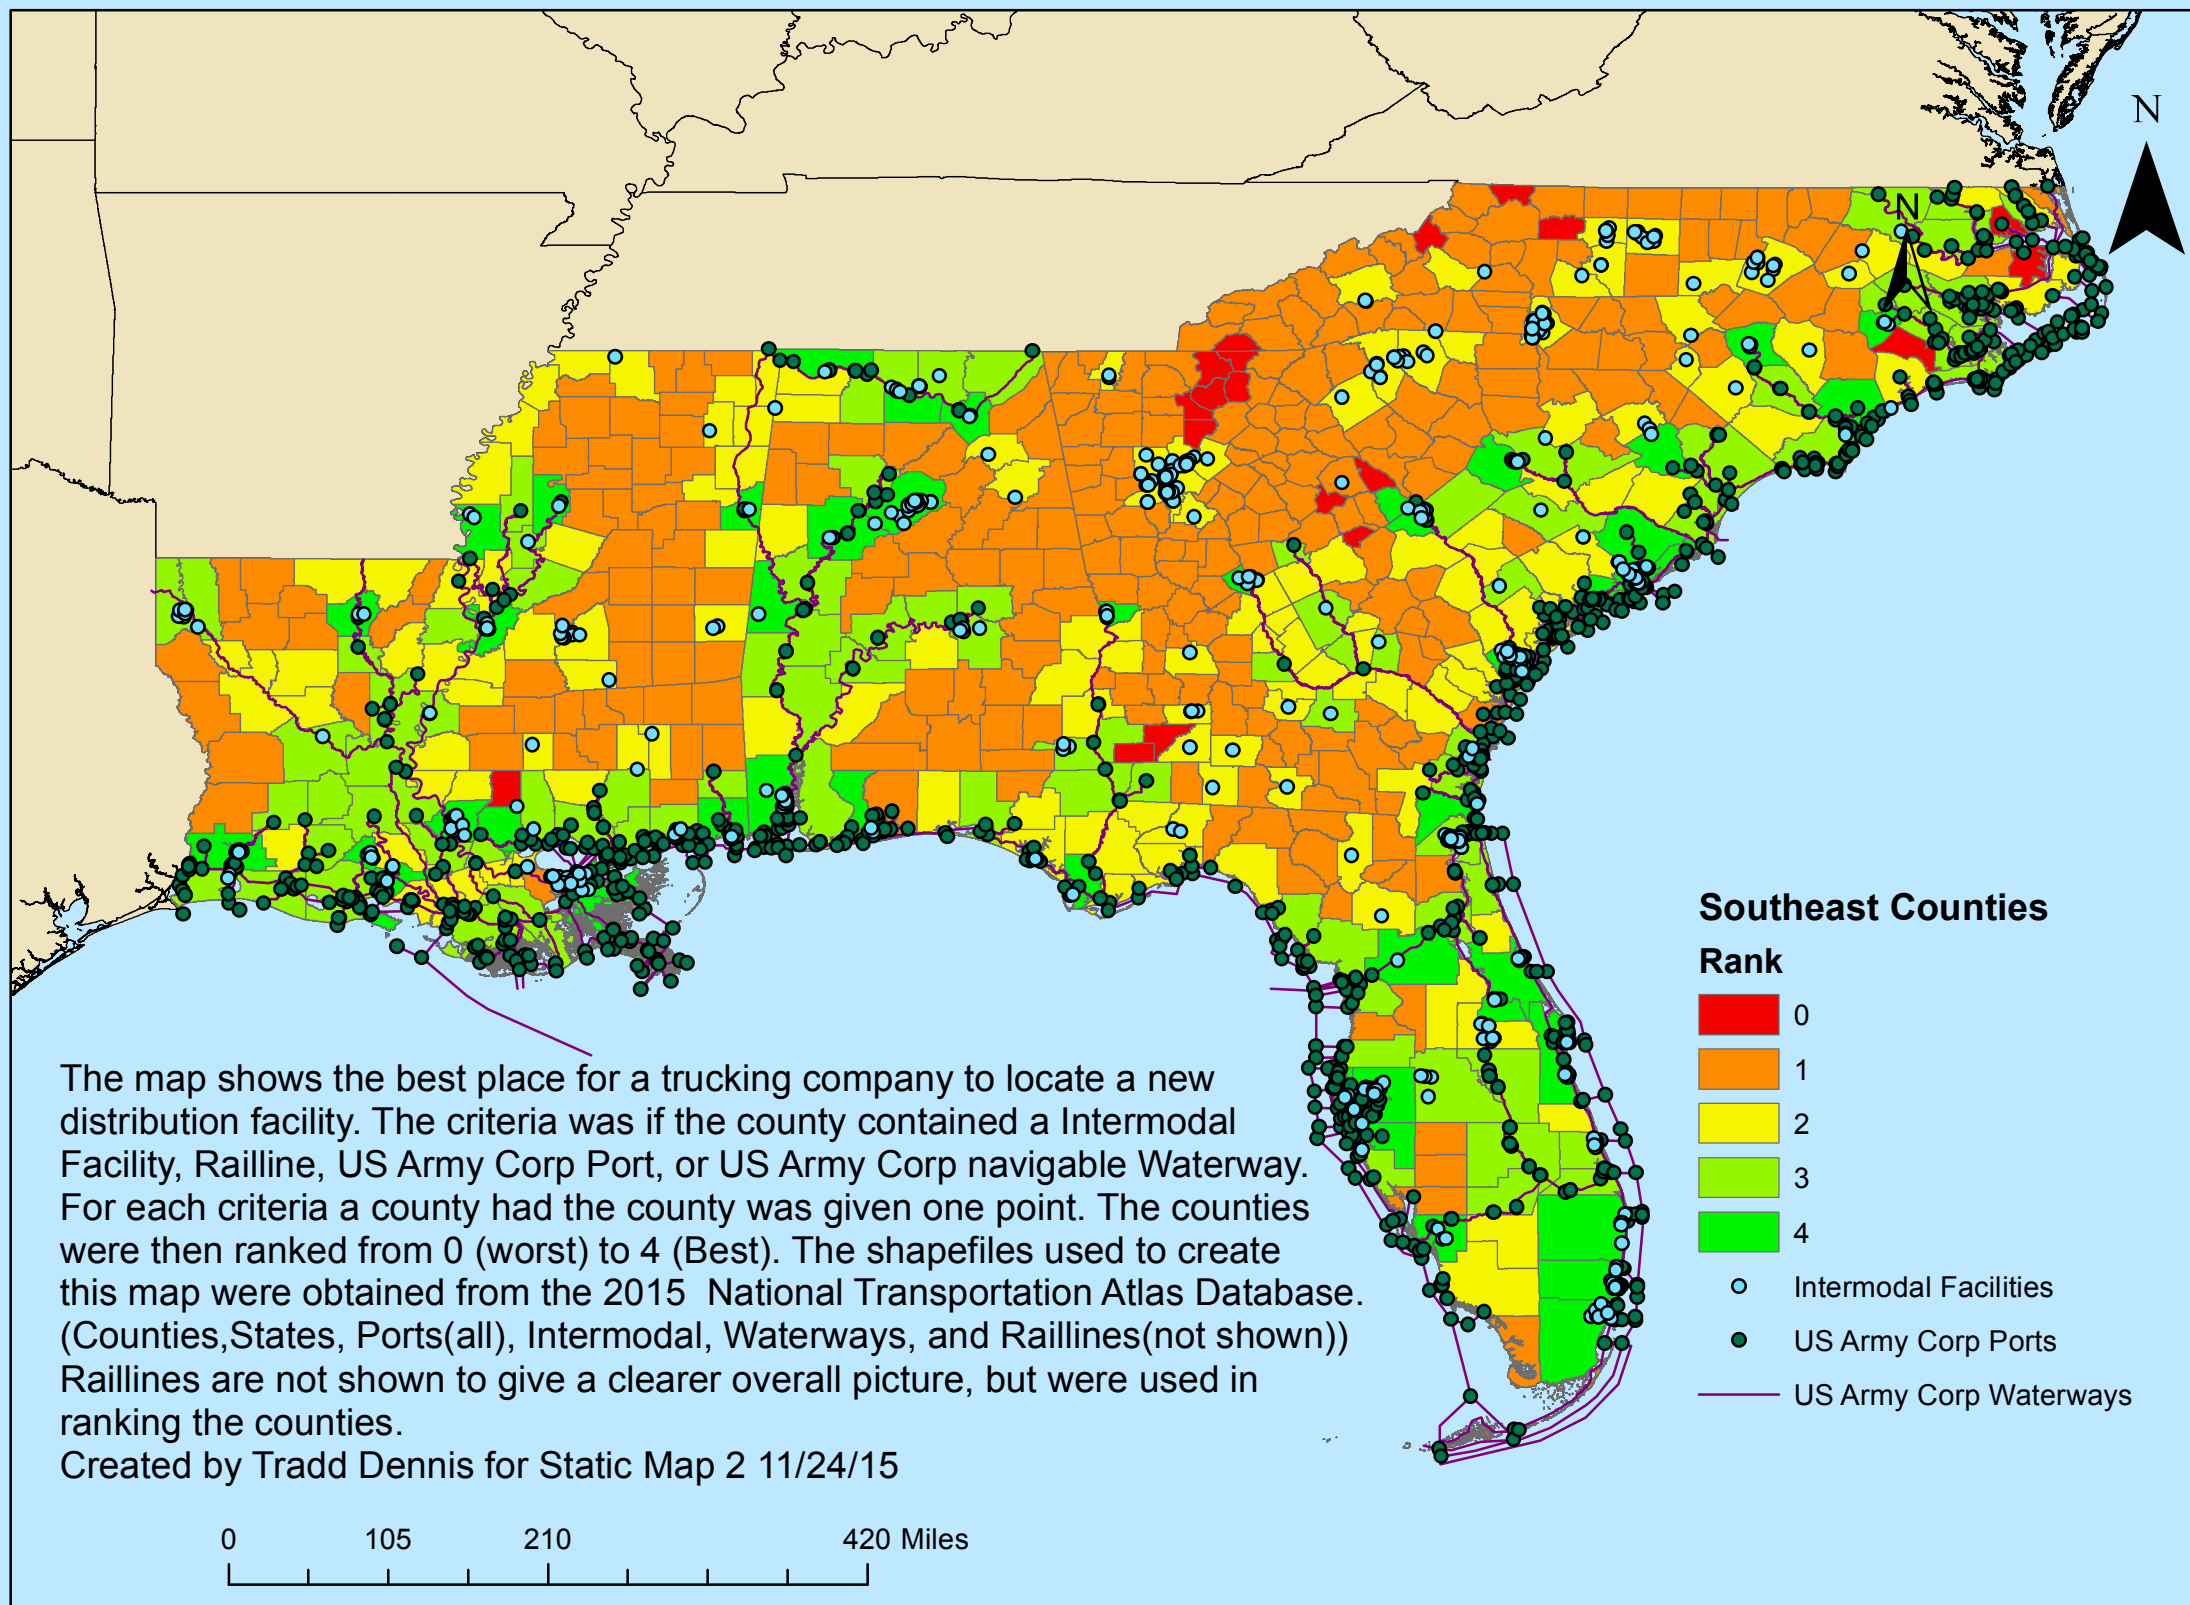 N
N
Southeast Counties
Rank
0
1
2
3
4
Intermodal Facilities
US Army Corp Ports
US Army Corp Waterways
The map shows the best place for a trucking company to locate a new
distribution facility. The criteria was if the county contained a Intermodal
Facility, Railline, US Army Corp Port, or US Army Corp navigable Waterway.
For each criteria a county had the county was given one point. The counties
were then ranked from 0 (worst) to 4 (Best). The shapefiles used to create
this map were obtained from the 2015  National Transportation Atlas Database.
(Counties,States, Ports(all), Intermodal, Waterways, and Raillines(not shown))
Raillines are not shown to give a clearer overall picture, but were used in
ranking the counties.
Created by Tradd Dennis for Static Map 2 11/24/15
0 105 210 420 Miles